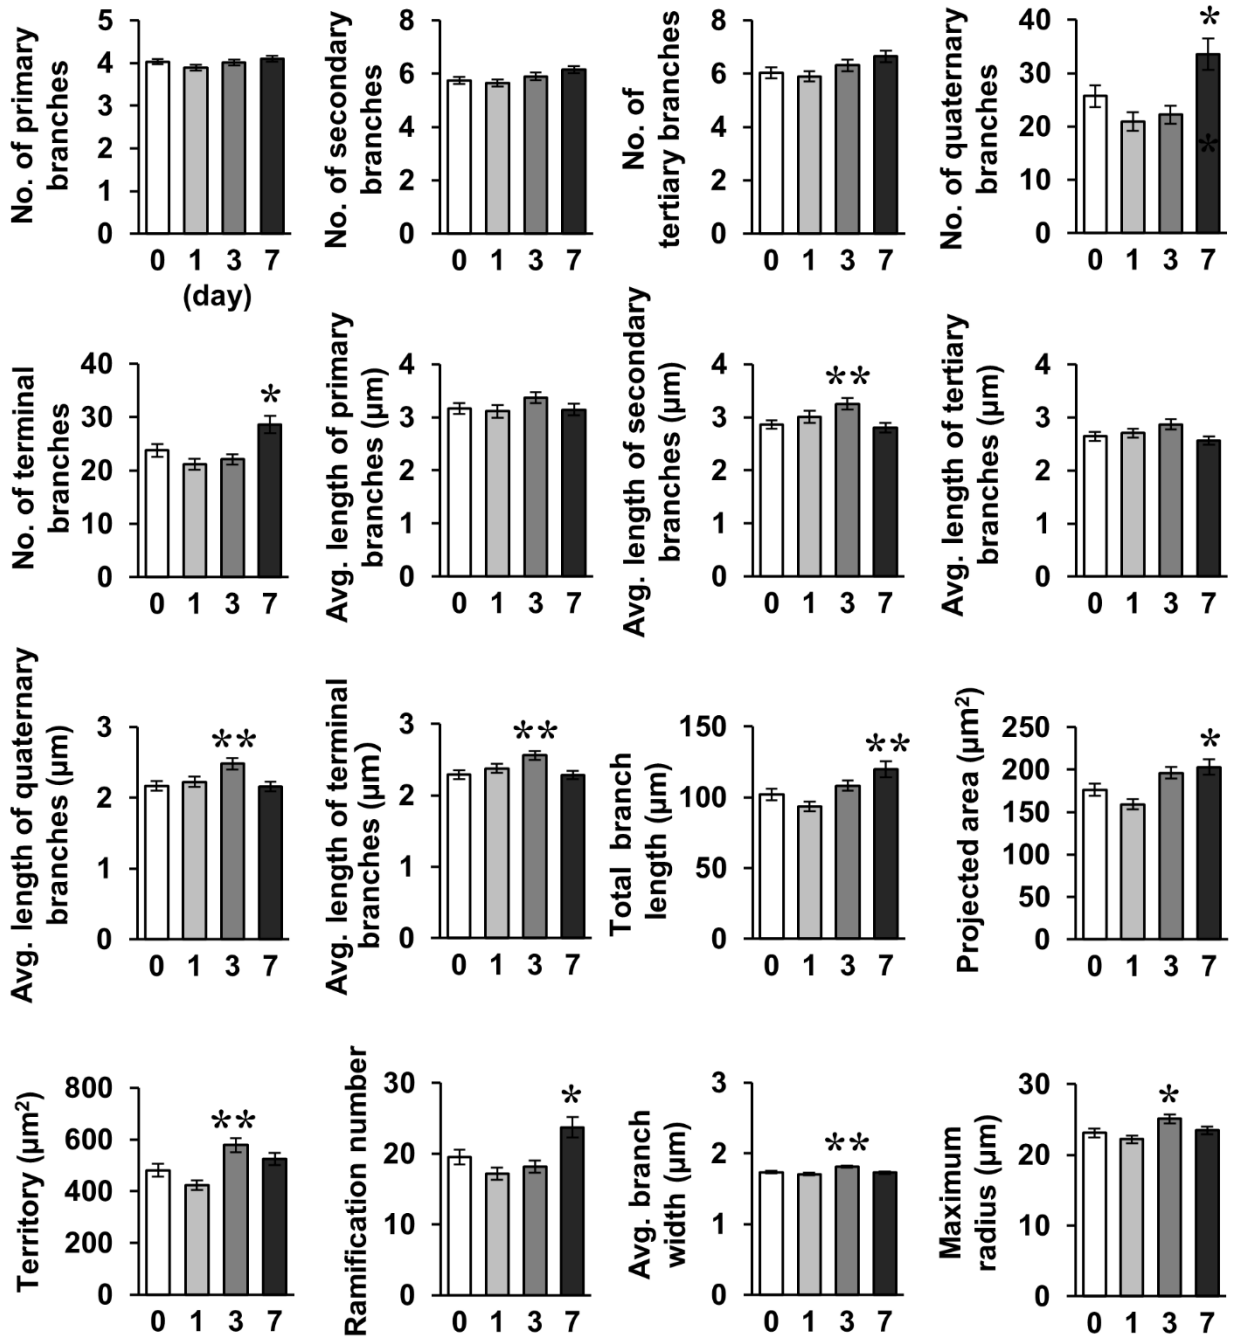 No. of primary
branches
5
4
3
2
1
0
0 1 3 7
(day)
No. of secondary
branches
8
6
4
2
0
0 1 3 7
No. of
tertiary branches
8
6
4
2
0
0 1 3 7
No. of quaternary
branches
40
30
20
10
0
*
*
0 1 3 7
No. of terminal
branches
40
30
20
10
0
*
0 1 3 7
Avg. length of primary
branches (µm)
4
3
2
1
0
0 1 3 7
Avg. length of secondary
branches (µm)
4
3
2
1
0
**
0 1 3 7
Avg. length of tertiary
branches (µm)
4
3
2
1
0
0 1 3 7
Avg. length of quaternary
branches (µm)
3
2
1
0
**
0 1 3 7
Avg. length of terminal
branches (µm)
3
2
1
0
**
0 1 3 7
Total branch
length (µm)
150
100
50
0
**
0 1 3 7
Projected area (µm²)
250
200
150
100
50
0
*
0 1 3 7
Territory (µm²)
800
600
400
200
0
**
0 1 3 7
Ramification number
30
20
10
0
*
0 1 3 7
Avg. branch
width (µm)
3
2
1
0
**
0 1 3 7
Maximum
radius (µm)
30
20
10
0
*
0 1 3 7